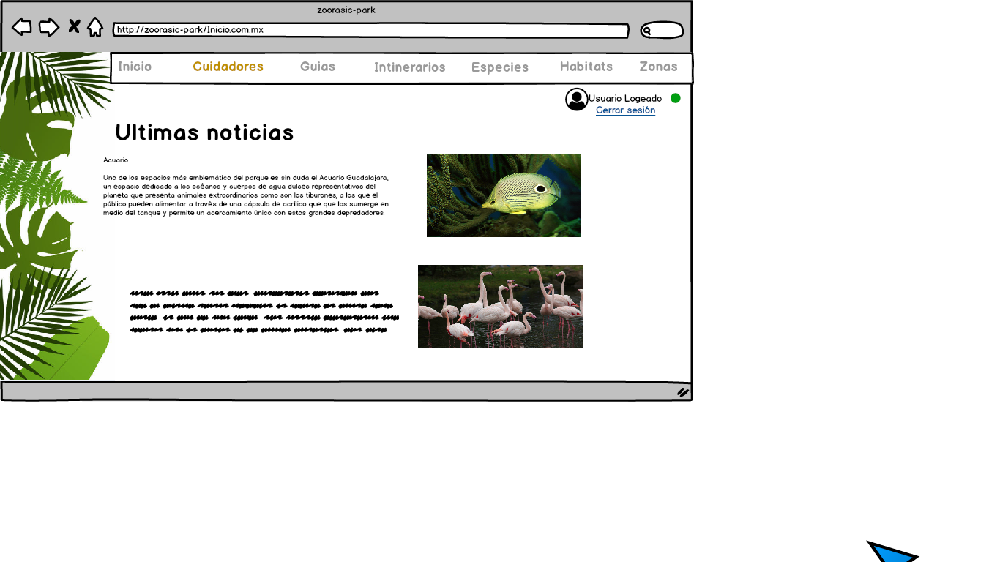 zoorasic-park
http://zoorasic-park/Inicio.com.mx
Inicio Cuidadores Guias Intinerarios Especies Habitats Zonas
Usuario Logeado
Cerrar sesión
Ultimas noticias
Acuario
Uno de los espacios más emblemático del parque es sin duda el Acuario Guadalajara,
un espacio dedicado a los océanos y cuerpos de agua dulces representativos del
planeta que presenta animales extraordinarios como son los tiburones, a los que el
público pueden alimentar a través de una cápsula de acrílico que que los sumerge en
medio del tanque y permite un acercamiento único con estos grandes depredadores.